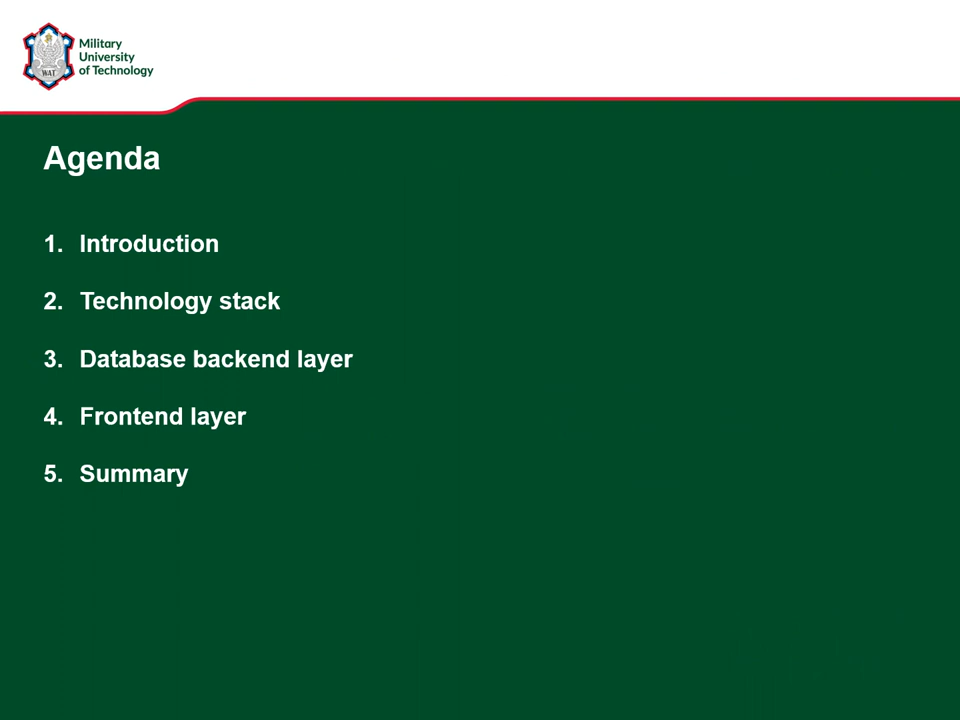 Military
University
of Technology
WAT
Agenda
1. Introduction
2. Technology stack
3. Database backend layer
4. Frontend layer
5. Summary